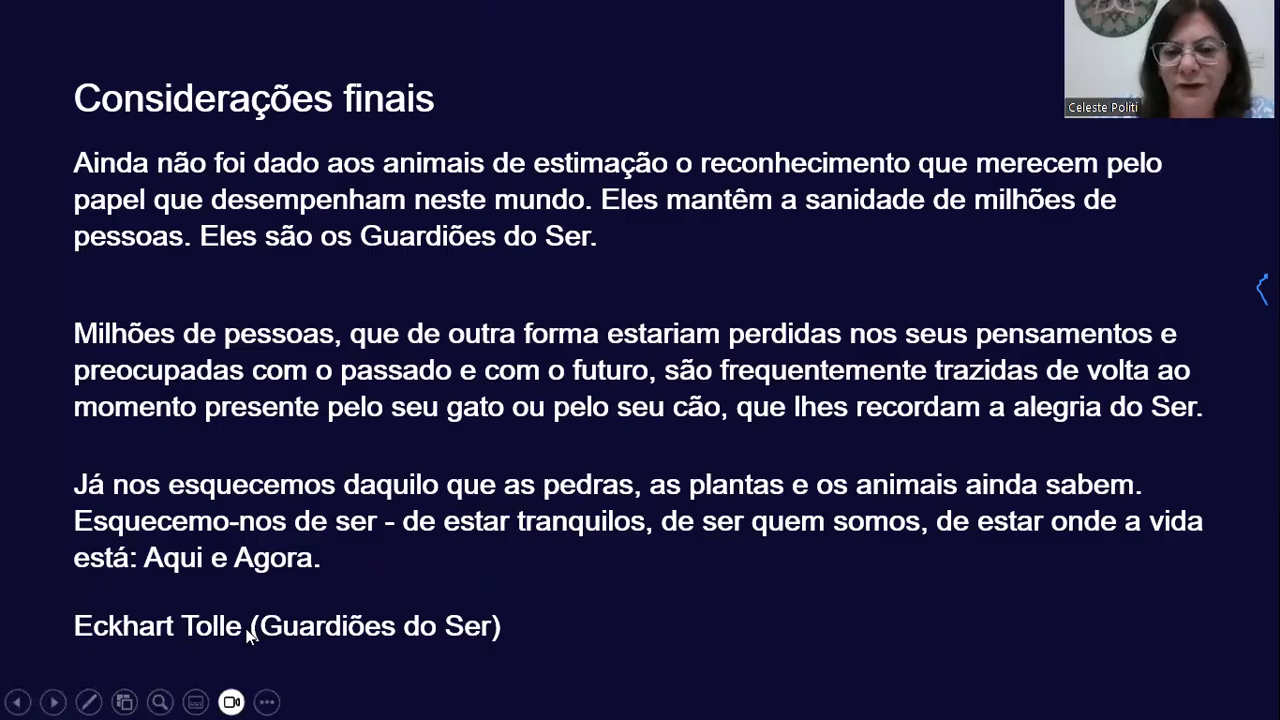 Considerações finais
Celeste Politi
Ainda não foi dado aos animais de estimação o reconhecimento que merecem pelo
papel que desempenham neste mundo. Eles mantêm a sanidade de milhões de
pessoas. Eles são os Guardiões do Ser.
Milhões de pessoas, que de outra forma estariam perdidas nos seus pensamentos e
preocupadas com o passado e com o futuro, são frequentemente trazidas de volta ao
momento presente pelo seu gato ou pelo seu cão, que lhes recordam a alegria do Ser.
Já nos esquecemos daquilo que as pedras, as plantas e os animais ainda sabem.
Esquecemo-nos de ser - de estar tranquilos, de ser quem somos, de estar onde a vida
está: Aqui e Agora.
Eckhart Tolle (Guardiões do Ser)